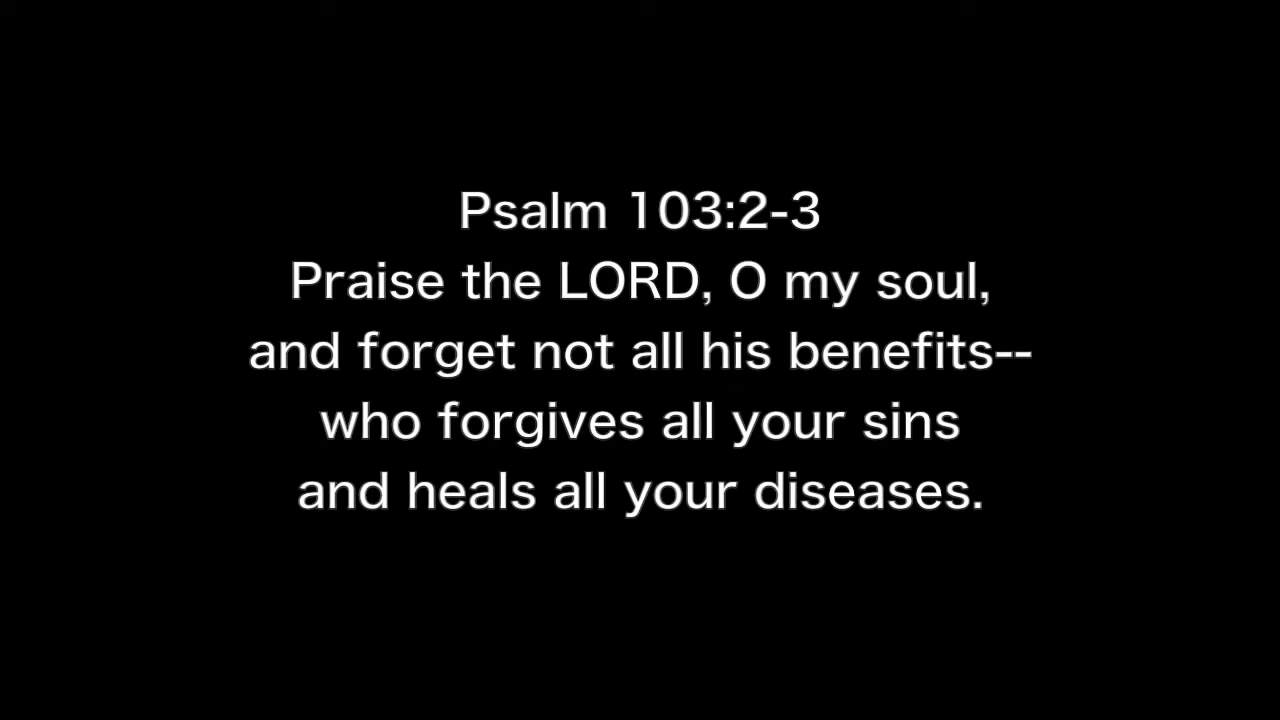 Psalm 103:2-3
Praise the LORD, O my soul,
and forget not all his benefits--
who forgives all your sins
and heals all your diseases.